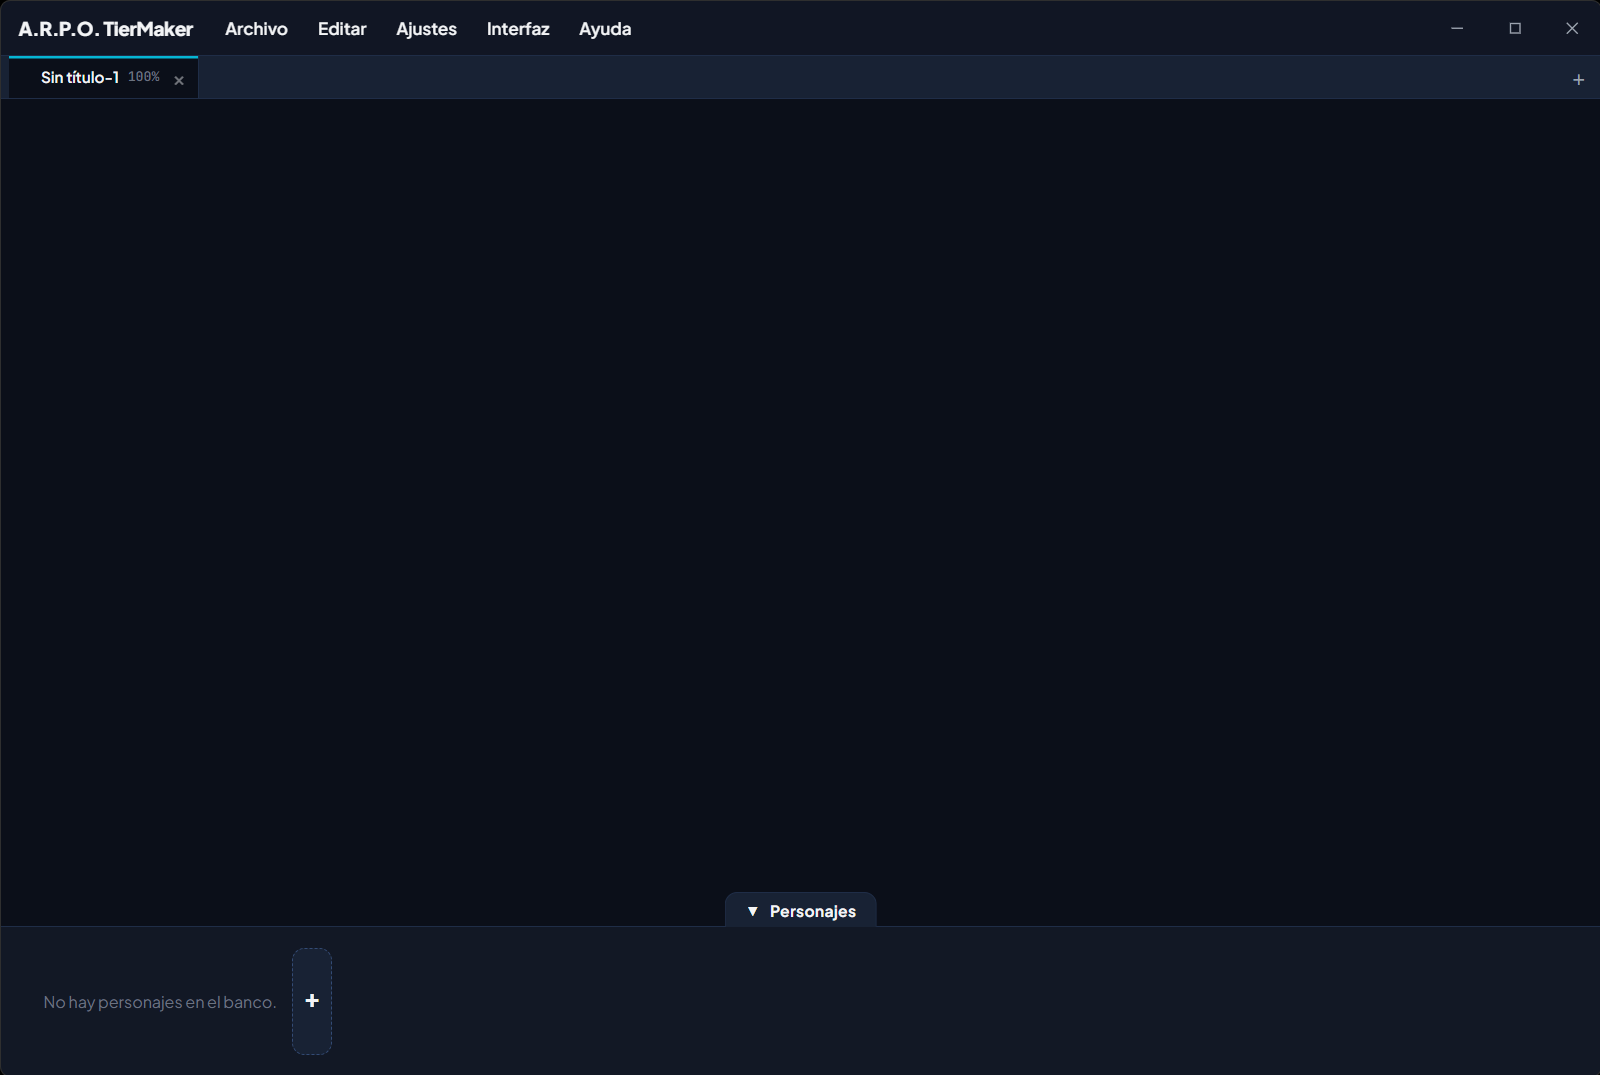 A.R.P.O. TierMaker Archivo Editar Ajustes Interfaz Ayuda
Sin título-1 100% ×
+
▼ Personajes
No hay personajes en el banco. +